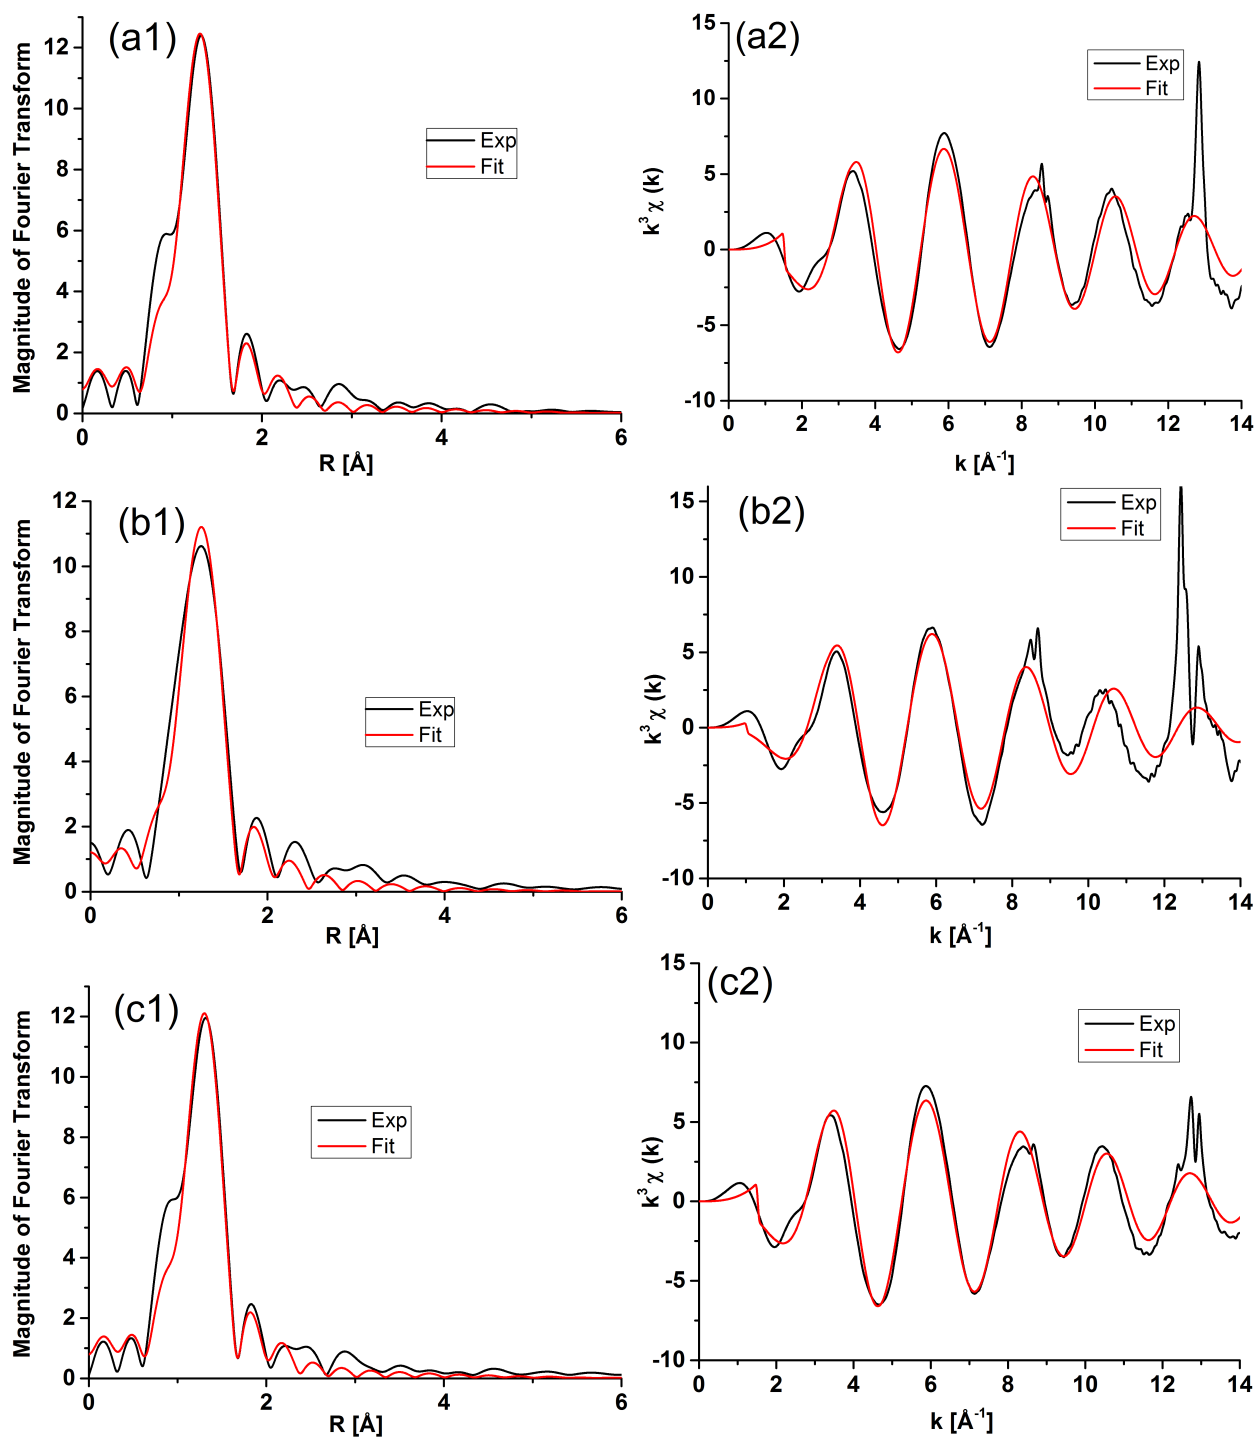 (a1)
Magnitude of Fourier Transform
12
10
8
6
4
2
0
Exp
Fit
0 2 4 6
R [Å]
(a2)
k³ χ (k)
15
10
5
0
-5
-10
Exp
Fit
0 2 4 6 8 10 12 14
k [Å⁻¹]
(b1)
Magnitude of Fourier Transform
12
10
8
6
4
2
0
Exp
Fit
0 2 4 6
R [Å]
(b2)
k³ χ (k)
15
10
5
0
-5
-10
Exp
Fit
0 2 4 6 8 10 12 14
k [Å⁻¹]
(c1)
Magnitude of Fourier Transform
12
10
8
6
4
2
0
Exp
Fit
0 2 4 6
R [Å]
(c2)
k³ χ (k)
15
10
5
0
-5
-10
Exp
Fit
0 2 4 6 8 10 12 14
k [Å⁻¹]